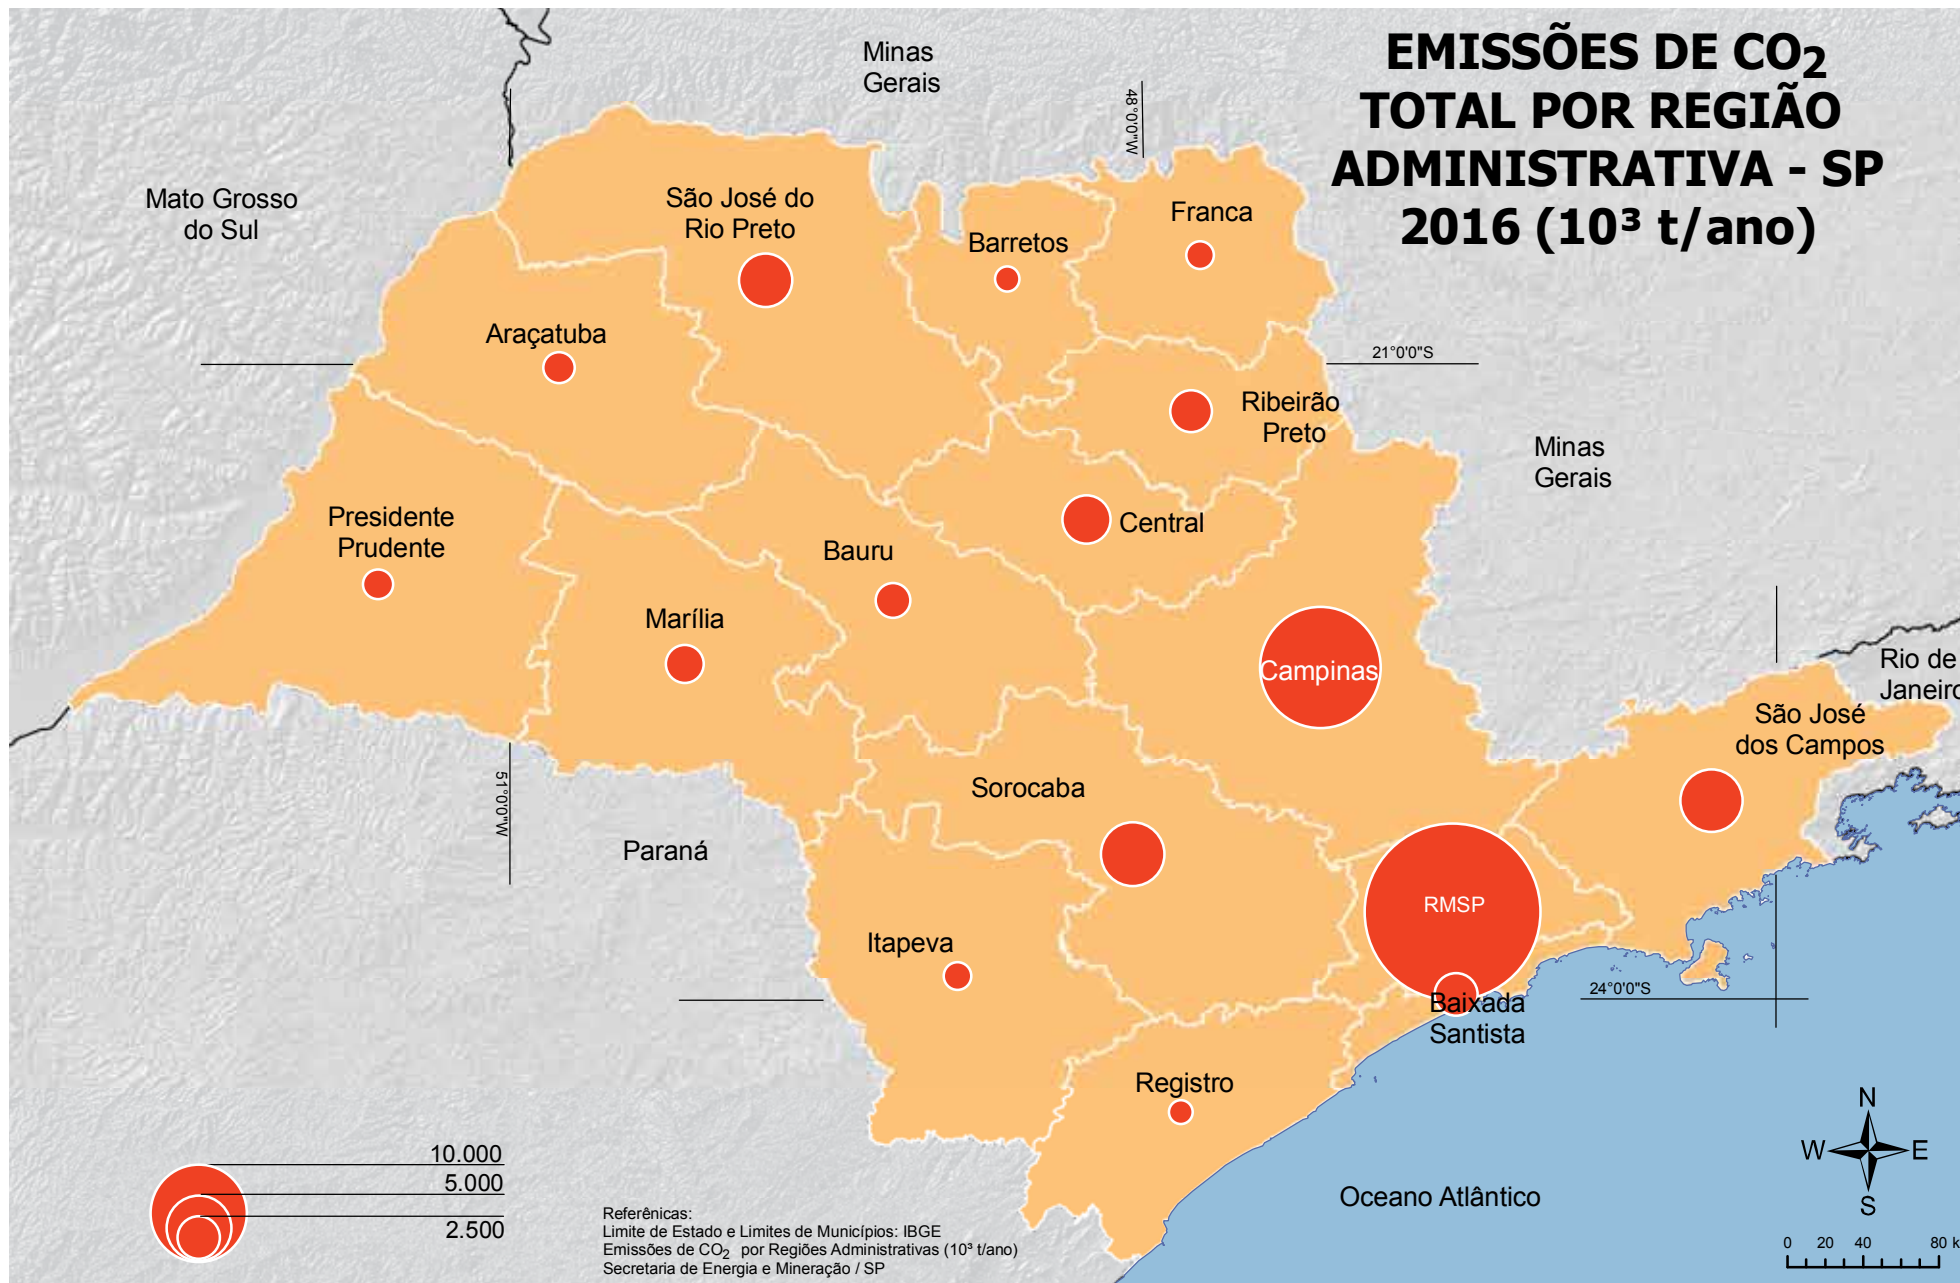 EMISSÕES DE CO2
TOTAL POR REGIÃO
ADMINISTRATIVA - SP
2016 (10³ t/ano)
Minas
Gerais
48°0'0"W
Mato Grosso
do Sul
São José do
Rio Preto
Barretos
Franca
Araçatuba
21°0'0"S
Ribeirão
Preto
Minas
Gerais
Presidente
Prudente
Central
Bauru
Marília
Campinas
Rio de
Janeiro
São José
dos Campos
51°0'0"W
Sorocaba
Paraná
RMSP
Itapeva
24°0'0"S
Baixada
Santista
Registro
N
W E
S
Oceano Atlântico
10.000
5.000
2.500
Referênicas:
Limite de Estado e Limites de Municípios: IBGE
Emissões de CO2 por Regiões Administrativas (10³ t/ano)
Secretaria de Energia e Mineração / SP
0 20 40 80 k